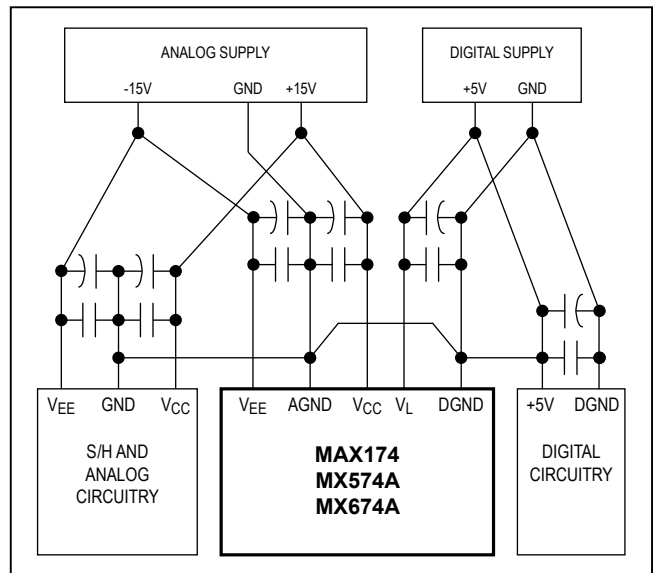 ANALOG SUPPLY
-15V GND +15V
DIGITAL SUPPLY
+5V GND
VEE GND VCC
S/H AND
ANALOG
CIRCUITRY
VEE AGND VCC VL DGND
MAX174
MX574A
MX674A
+5V DGND
DIGITAL
CIRCUITRY